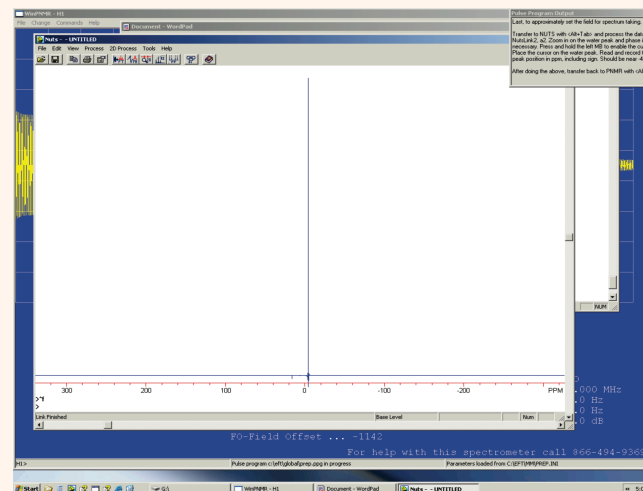 WinPNMR - H1
File Change Commands Help
Document - WordPad
Nuts - - UNTITLED
File Edit View Process 2D Process Tools Help
Pulse Program Output
Last, to approximately set the field for spectrum taking.
Transfer to NUTS with <Alt+Tab> and process the data
NutsLink2, a2. Zoom in on the water peak and phase i
necessary. Press and hold the left MB to enable the cu
Place the cursor on the water peak. Read and record t
peak position in ppm, including sign. Should be near -4
After doing the above, transfer back to PNMR with <Al
NUM
300 200 100 0 -100 -200 PPM
>
Link Finished Base Level Num
.000 MHz
.0 Hz
.0 Hz
.0 dB
FO-Field Offset ... -1142
For help with this spectrometer call 866-494-9369
H1> Pulse program c:\eft\global\prep.ppg in progress Parameters loaded from C:\EFT\MMI\PREP.INI
Start G:\ WinPNMR - H1 Document - WordPad Nuts - - UNTITLED